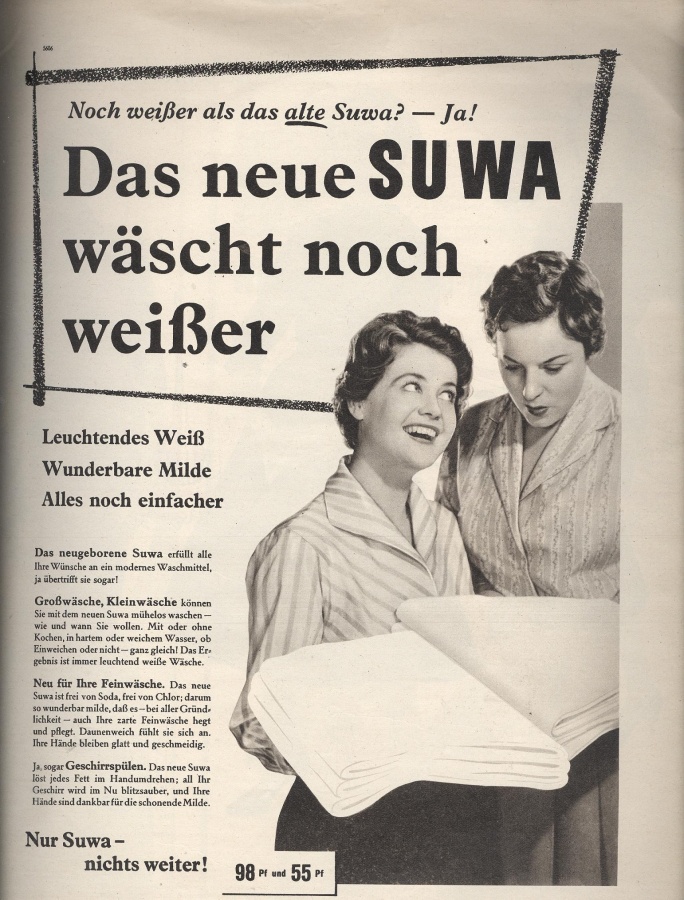 5606
Noch weißer als das alte Suwa? — Ja!
Das neue SUWA
wäscht noch
weißer
Leuchtendes Weiß
Wunderbare Milde
Alles noch einfacher
Das neugeborene Suwa erfüllt alle
Ihre Wünsche an ein modernes Waschmittel,
ja übertrifft sie sogar!
Großwäsche, Kleinwäsche können
Sie mit dem neuen Suwa mühelos waschen —
wie und wann Sie wollen. Mit oder ohne
Kochen, in hartem oder weichem Wasser, ob
Einweichen oder nicht — ganz gleich! Das Er-
gebnis ist immer leuchtend weiße Wäsche.
Neu für Ihre Feinwäsche. Das neue
Suwa ist frei von Soda, frei von Chlor; darum
so wunderbar milde, daß es — bei aller Gründ-
lichkeit — auch Ihre zarte Feinwäsche hegt
und pflegt. Daunenweich fühlt sie sich an.
Ihre Hände bleiben glatt und geschmeidig.
Ja, sogar Geschirrspülen. Das neue Suwa
löst jedes Fett im Handumdrehen; all Ihr
Geschirr wird im Nu blitzsauber, und Ihre
Hände sind dankbar für die schonende Milde.
Nur Suwa –
nichts weiter!
98 Pf und 55 Pf